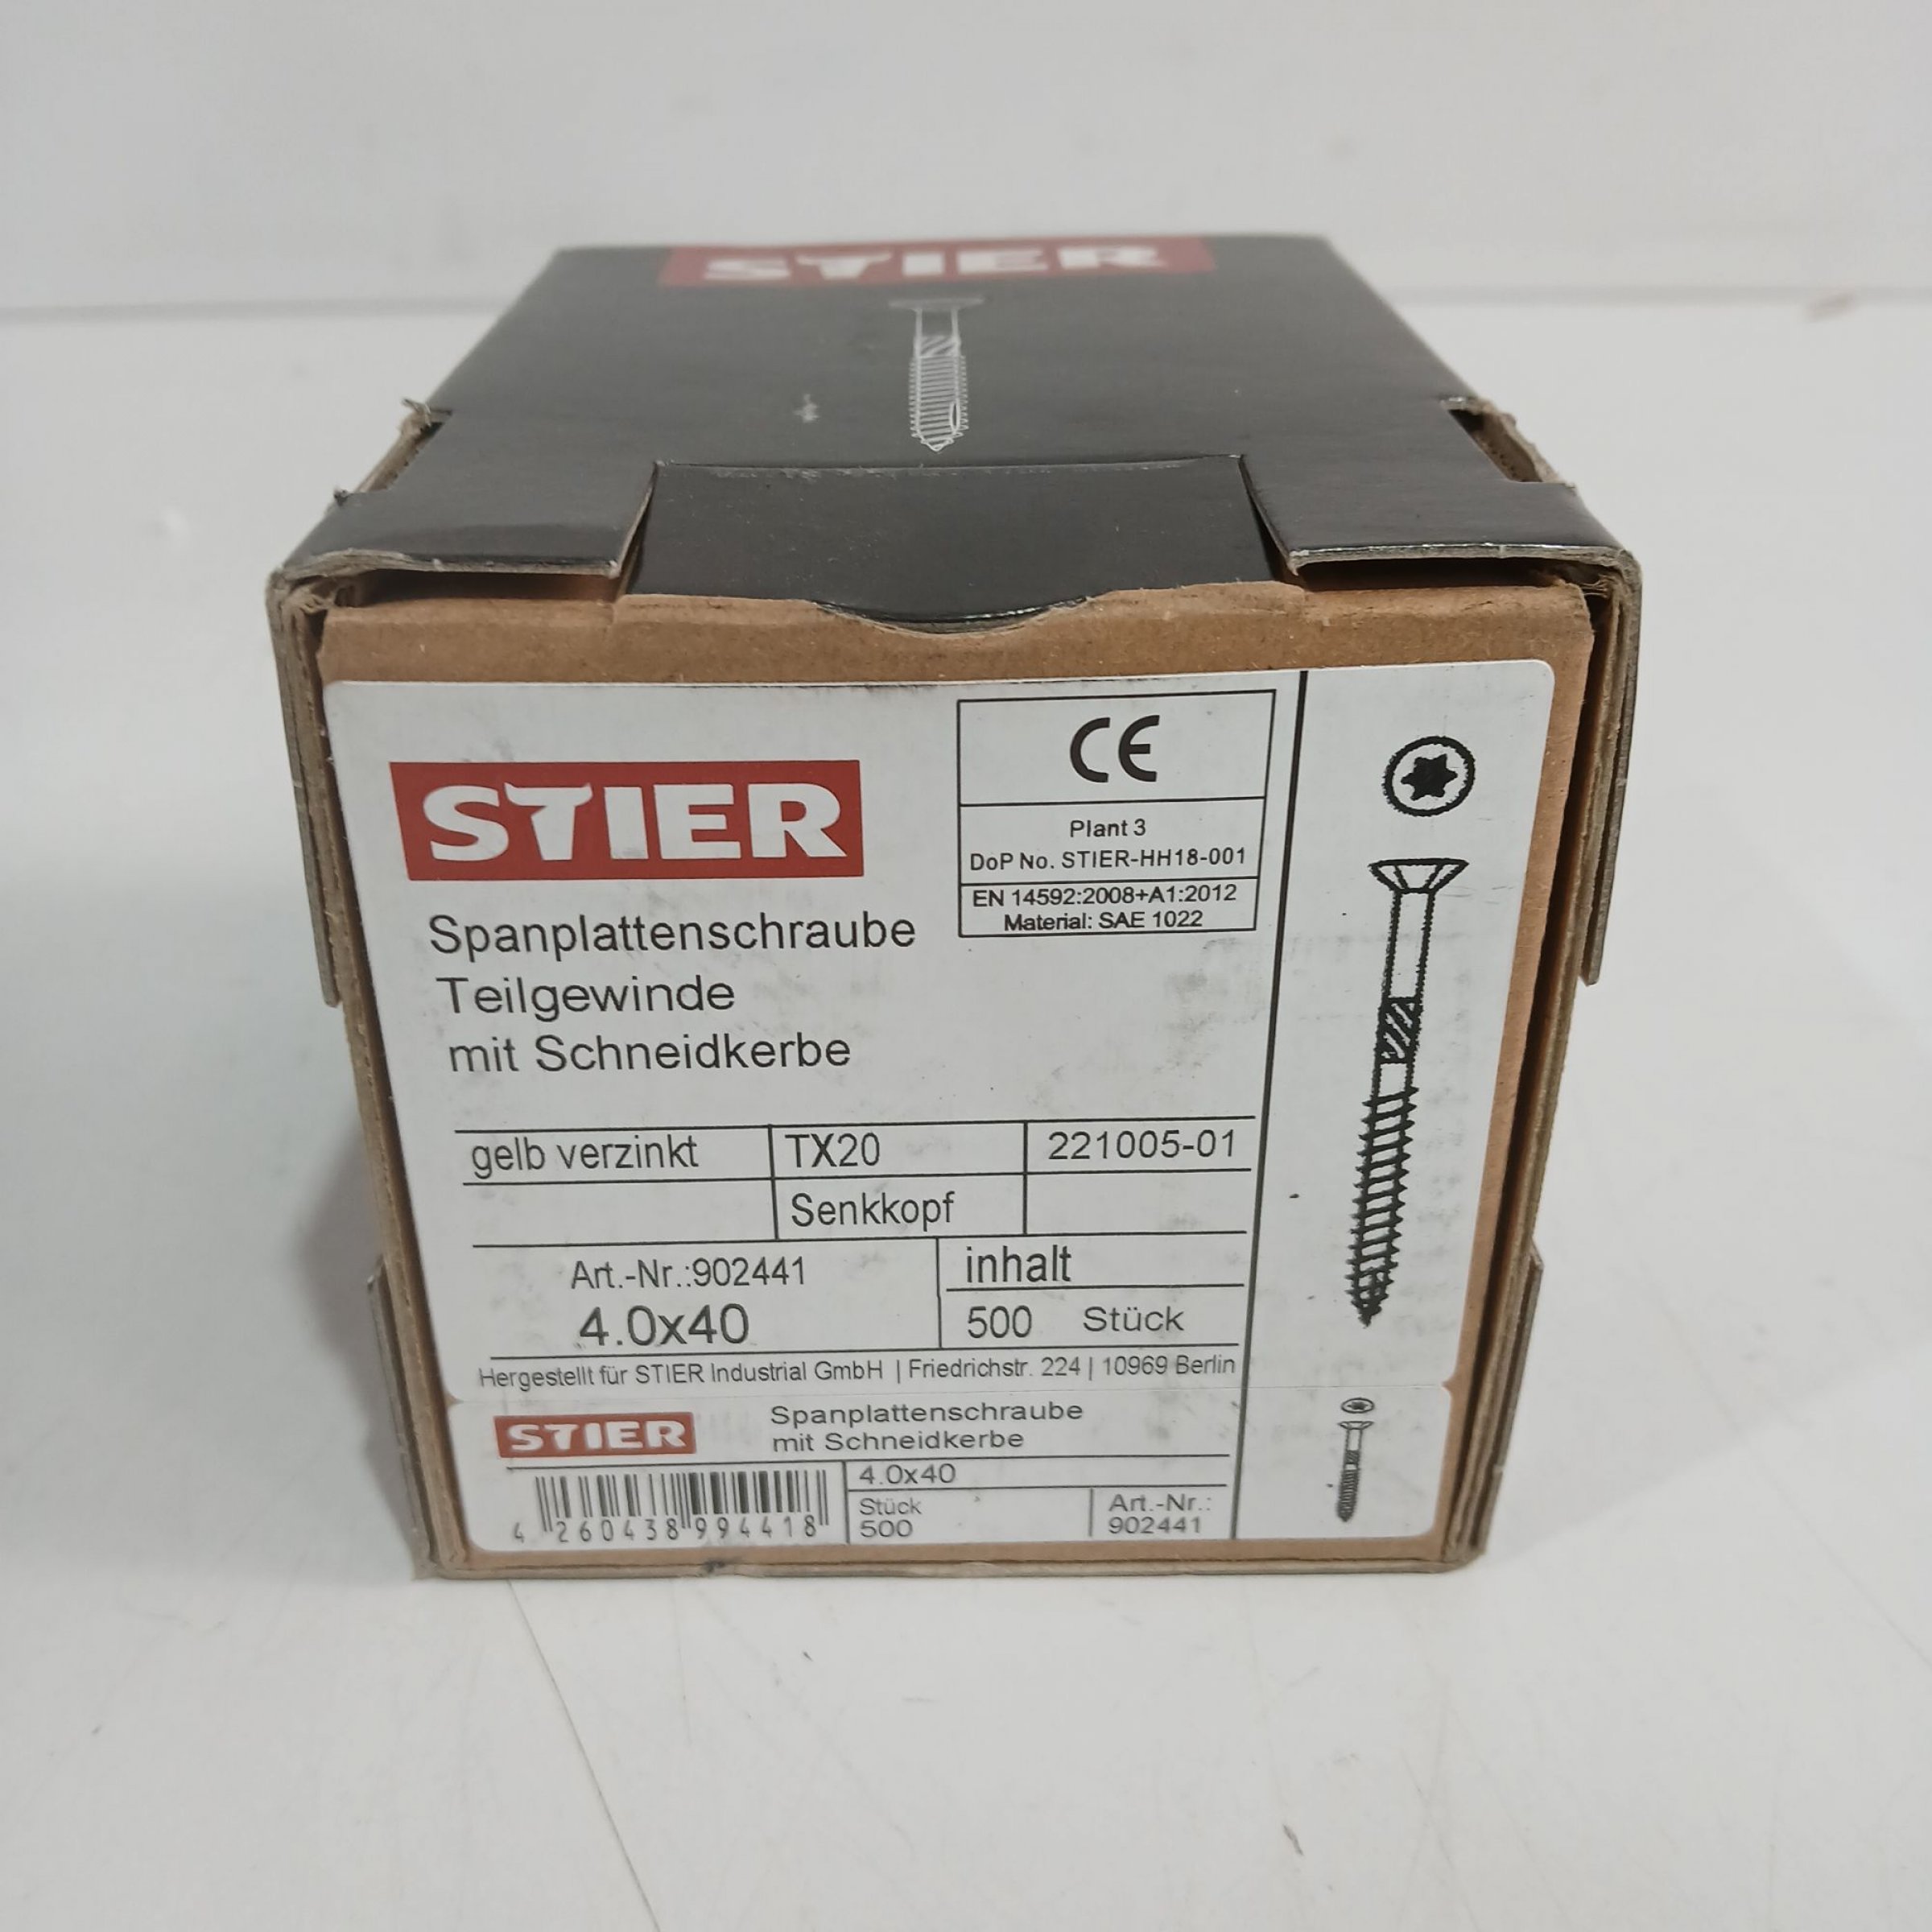 STIER
STIER
CE
Plant 3
DoP No. STIER-HH18-001
EN 14592:2008+A1:2012
Material: SAE 1022
Spanplattenschraube
Teilgewinde
mit Schneidkerbe
gelb verzinkt TX20 221005-01
Senkkopf
Art.-Nr.:902441 inhalt
4.0x40 500 Stück
Hergestellt für STIER Industrial GmbH | Friedrichstr. 224 | 10969 Berlin
STIER
Spanplattenschraube
mit Schneidkerbe
4.0x40
Stück Art.-Nr.:
500 902441
4 260438 994418